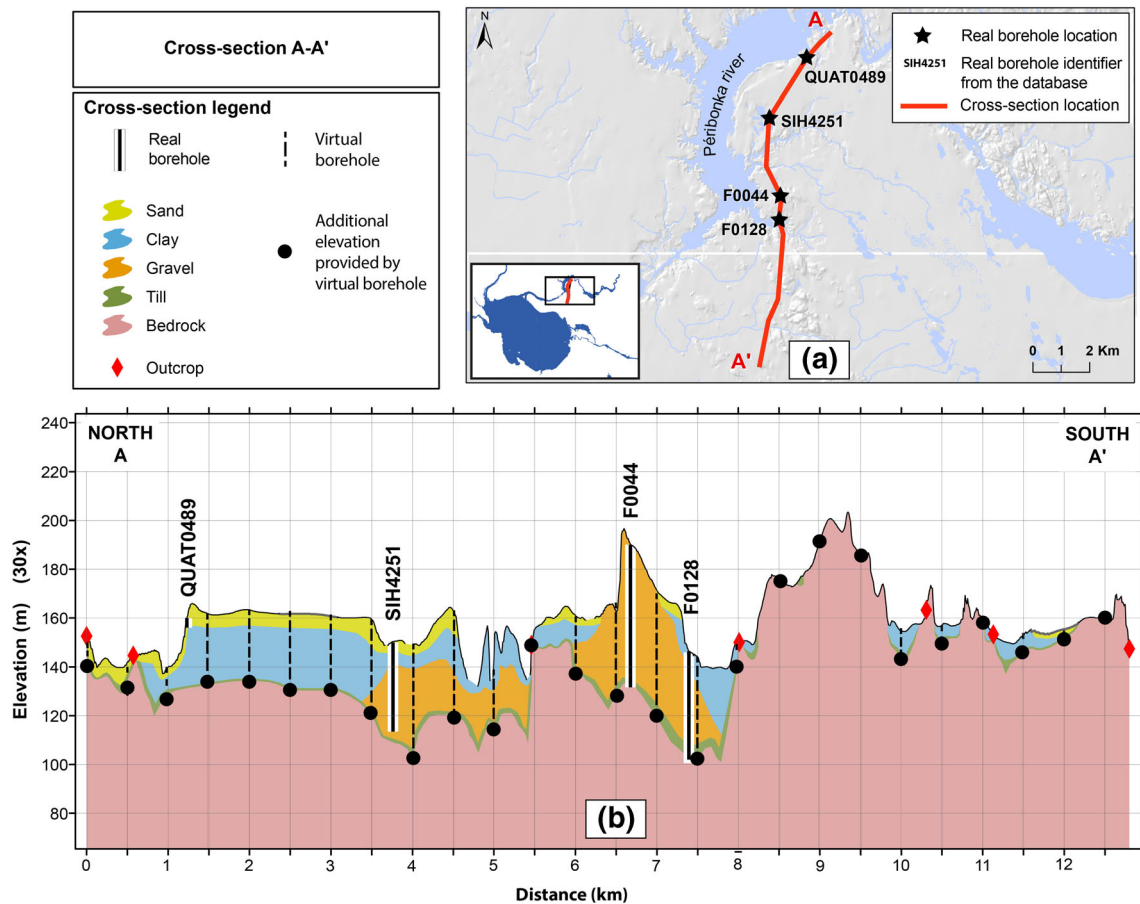 Cross-section A-A'
Cross-section legend
Real
borehole
Virtual
borehole
Sand
Clay
Gravel
Till
Bedrock
Outcrop
Additional
elevation
provided by
virtual borehole
N
A
QUAT0489
Péribonka river
SIH4251
F0044
F0128
A'
(a)
Real borehole location
SIH4251
Real borehole identifier
from the database
Cross-section location
0 1 2 Km
NORTH
A
SOUTH
A'
QUAT0489
SIH4251
F0044
F0128
Elevation (m) (30x)
240
220
200
180
160
140
120
100
80
(b)
0 1 2 3 4 5 6 7 8 9 10 11 12
Distance (km)